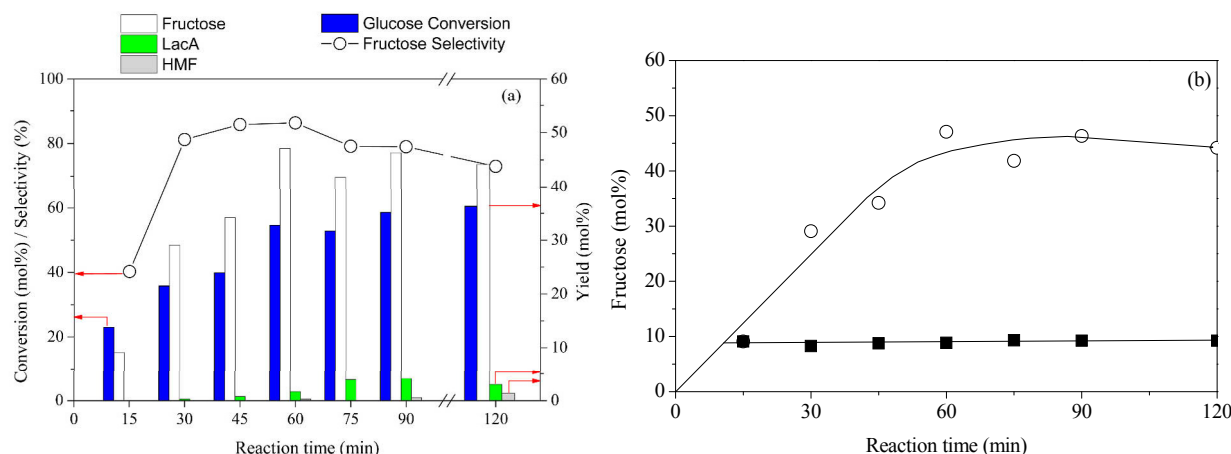 Fructose
LacA
HMF
Glucose Conversion
Fructose Selectivity
(a)
Conversion (mol%) / Selectivity (%)
100
80
60
40
20
0
Yield (mol%)
60
50
40
30
20
10
0
0 15 30 45 60 75 90 120
Reaction time (min)
(b)
Fructose (mol%)
60
50
40
30
20
10
0
0 30 60 90 120
Reaction time (min)